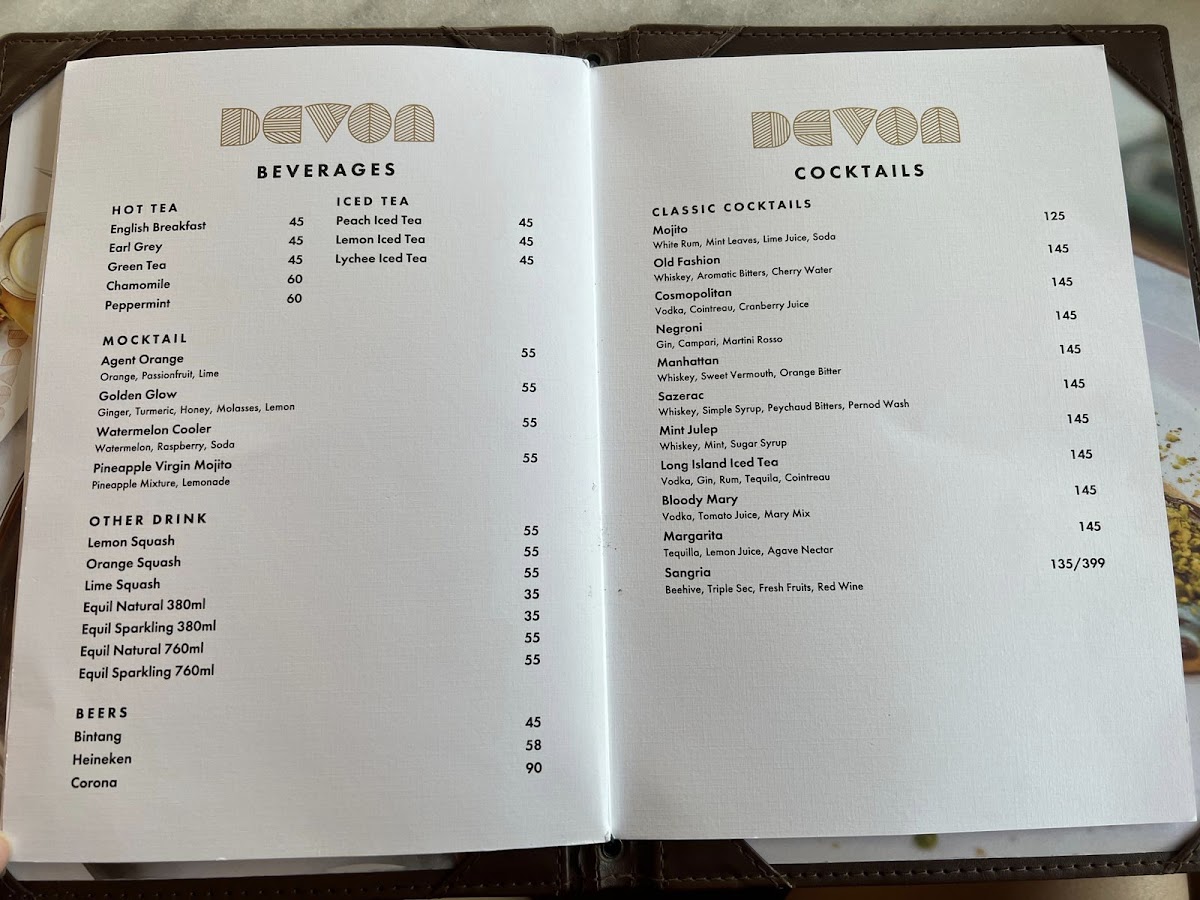 DEVON
BEVERAGES
HOT TEA
English Breakfast 45
Earl Grey 45
Green Tea 45
Chamomile 60
Peppermint 60
ICED TEA
Peach Iced Tea 45
Lemon Iced Tea 45
Lychee Iced Tea 45
MOCKTAIL
Agent Orange 55
Orange, Passionfruit, Lime
Golden Glow 55
Ginger, Turmeric, Honey, Molasses, Lemon
Watermelon Cooler 55
Watermelon, Raspberry, Soda
Pineapple Virgin Mojito 55
Pineapple Mixture, Lemonade
OTHER DRINK
Lemon Squash 55
Orange Squash 55
Lime Squash 55
Equil Natural 380ml 35
Equil Sparkling 380ml 35
Equil Natural 760ml 55
Equil Sparkling 760ml 55
BEERS
Bintang 45
Heineken 58
Corona 90
DEVON
COCKTAILS
CLASSIC COCKTAILS
Mojito 125
White Rum, Mint Leaves, Lime Juice, Soda
Old Fashion 145
Whiskey, Aromatic Bitters, Cherry Water
Cosmopolitan 145
Vodka, Cointreau, Cranberry Juice
Negroni 145
Gin, Campari, Martini Rosso
Manhattan 145
Whiskey, Sweet Vermouth, Orange Bitter
Sazerac 145
Whiskey, Simple Syrup, Peychaud Bitters, Pernod Wash
Mint Julep 145
Whiskey, Mint, Sugar Syrup
Long Island Iced Tea 145
Vodka, Gin, Rum, Tequila, Cointreau
Bloody Mary 145
Vodka, Tomato Juice, Mary Mix
Margarita 145
Tequilla, Lemon Juice, Agave Nectar
Sangria 135/399
Beehive, Triple Sec, Fresh Fruits, Red Wine